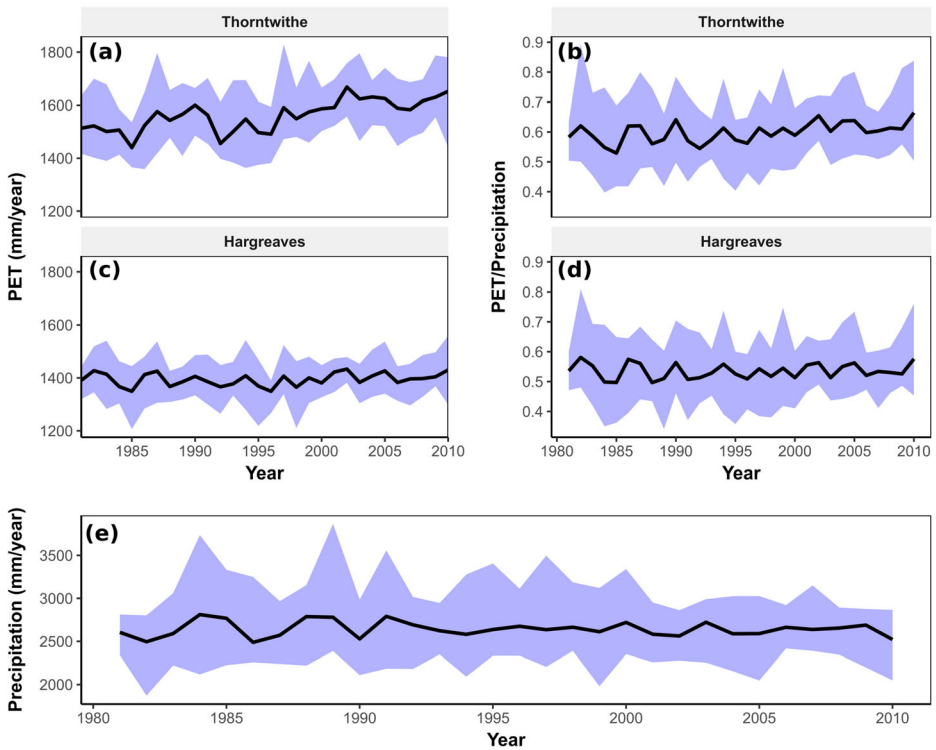 Thorntwithe
Thorntwithe
(a)
(b)
1800
1600
1400
1200
0.9
0.8
0.7
0.6
0.5
0.4
PET (mm/year)
PET/Precipitation
Hargreaves
Hargreaves
(c)
(d)
1800
1600
1400
1200
0.9
0.8
0.7
0.6
0.5
0.4
1985 1990 1995 2000 2005 2010
1980 1985 1990 1995 2000 2005 2010
Year
Year
(e)
Precipitation (mm/year)
3500
3000
2500
2000
1980 1985 1990 1995 2000 2005 2010
Year